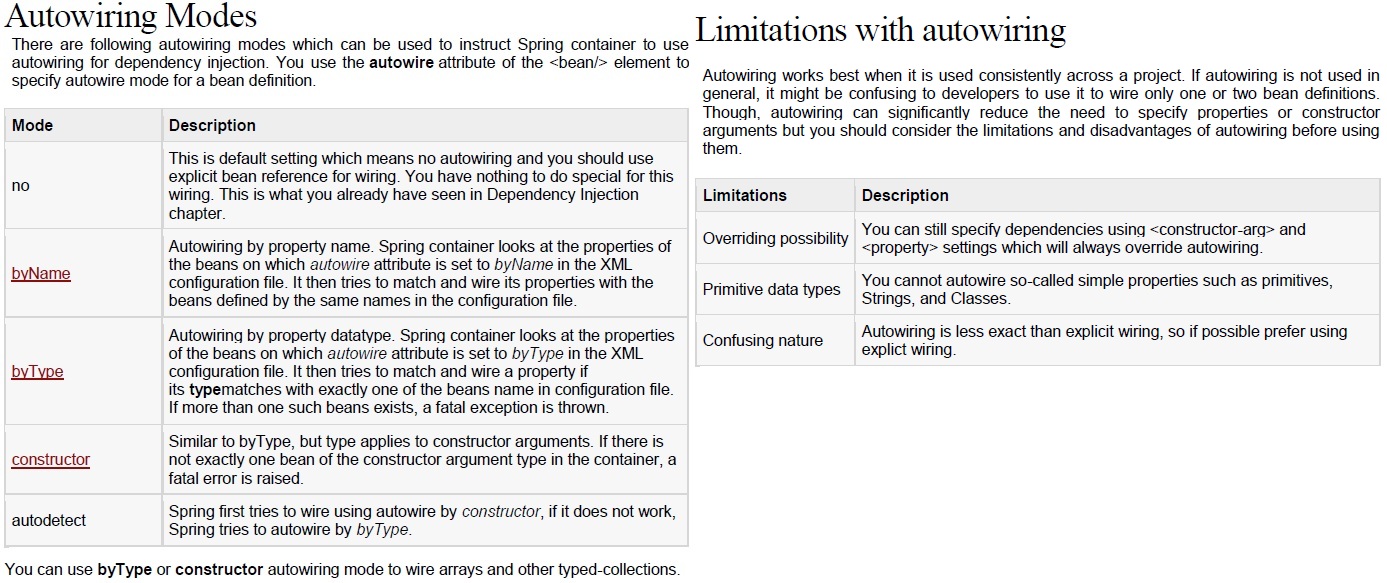 Autowiring Modes
There are following autowiring modes which can be used to instruct Spring container to use
autowiring for dependency injection. You use the autowire attribute of the <bean/> element to
specify autowire mode for a bean definition.
Mode Description
no
This is default setting which means no autowiring and you should use
explicit bean reference for wiring. You have nothing to do special for this
wiring. This is what you already have seen in Dependency Injection
chapter.
byName
Autowiring by property name. Spring container looks at the properties of
the beans on which autowire attribute is set to byName in the XML
configuration file. It then tries to match and wire its properties with the
beans defined by the same names in the configuration file.
byType
Autowiring by property datatype. Spring container looks at the properties
of the beans on which autowire attribute is set to byType in the XML
configuration file. It then tries to match and wire a property if
its typematches with exactly one of the beans name in configuration file.
If more than one such beans exists, a fatal exception is thrown.
constructor
Similar to byType, but type applies to constructor arguments. If there is
not exactly one bean of the constructor argument type in the container, a
fatal error is raised.
autodetect
Spring first tries to wire using autowire by constructor, if it does not work,
Spring tries to autowire by byType.
You can use byType or constructor autowiring mode to wire arrays and other typed-collections.
Limitations with autowiring
Autowiring works best when it is used consistently across a project. If autowiring is not used in
general, it might be confusing to developers to use it to wire only one or two bean definitions.
Though, autowiring can significantly reduce the need to specify properties or constructor
arguments but you should consider the limitations and disadvantages of autowiring before using
them.
Limitations Description
Overriding possibility
You can still specify dependencies using <constructor-arg> and
<property> settings which will always override autowiring.
Primitive data types
You cannot autowire so-called simple properties such as primitives,
Strings, and Classes.
Confusing nature
Autowiring is less exact than explicit wiring, so if possible prefer using
explict wiring.